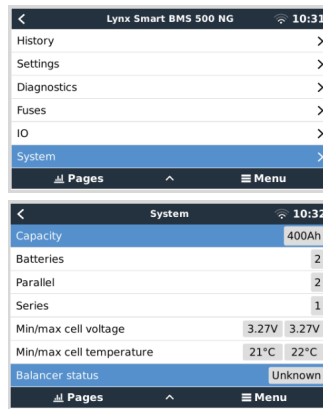 Lynx Smart BMS 500 NG 10:31
History
Settings
Diagnostics
Fuses
IO
System
Pages Menu
System 10:32
Capacity 400Ah
Batteries 2
Parallel 2
Series 1
Min/max cell voltage 3.27V 3.27V
Min/max cell temperature 21°C 22°C
Balancer status Unknown
Pages Menu